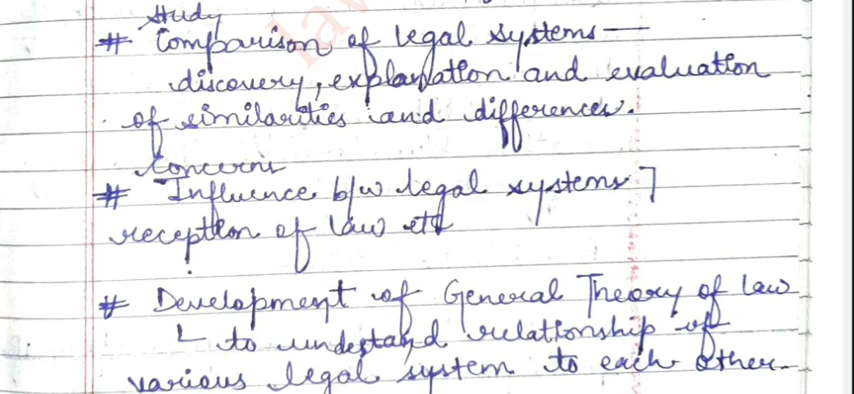 study
# Comparison of legal systems —
discovery, explanation and evaluation
of similarities and differences.
Concerns
# Influence b/w legal systems ]
reception of law etc
# Development of General Theory of law
└ to understand relationship of
various legal system to each other.